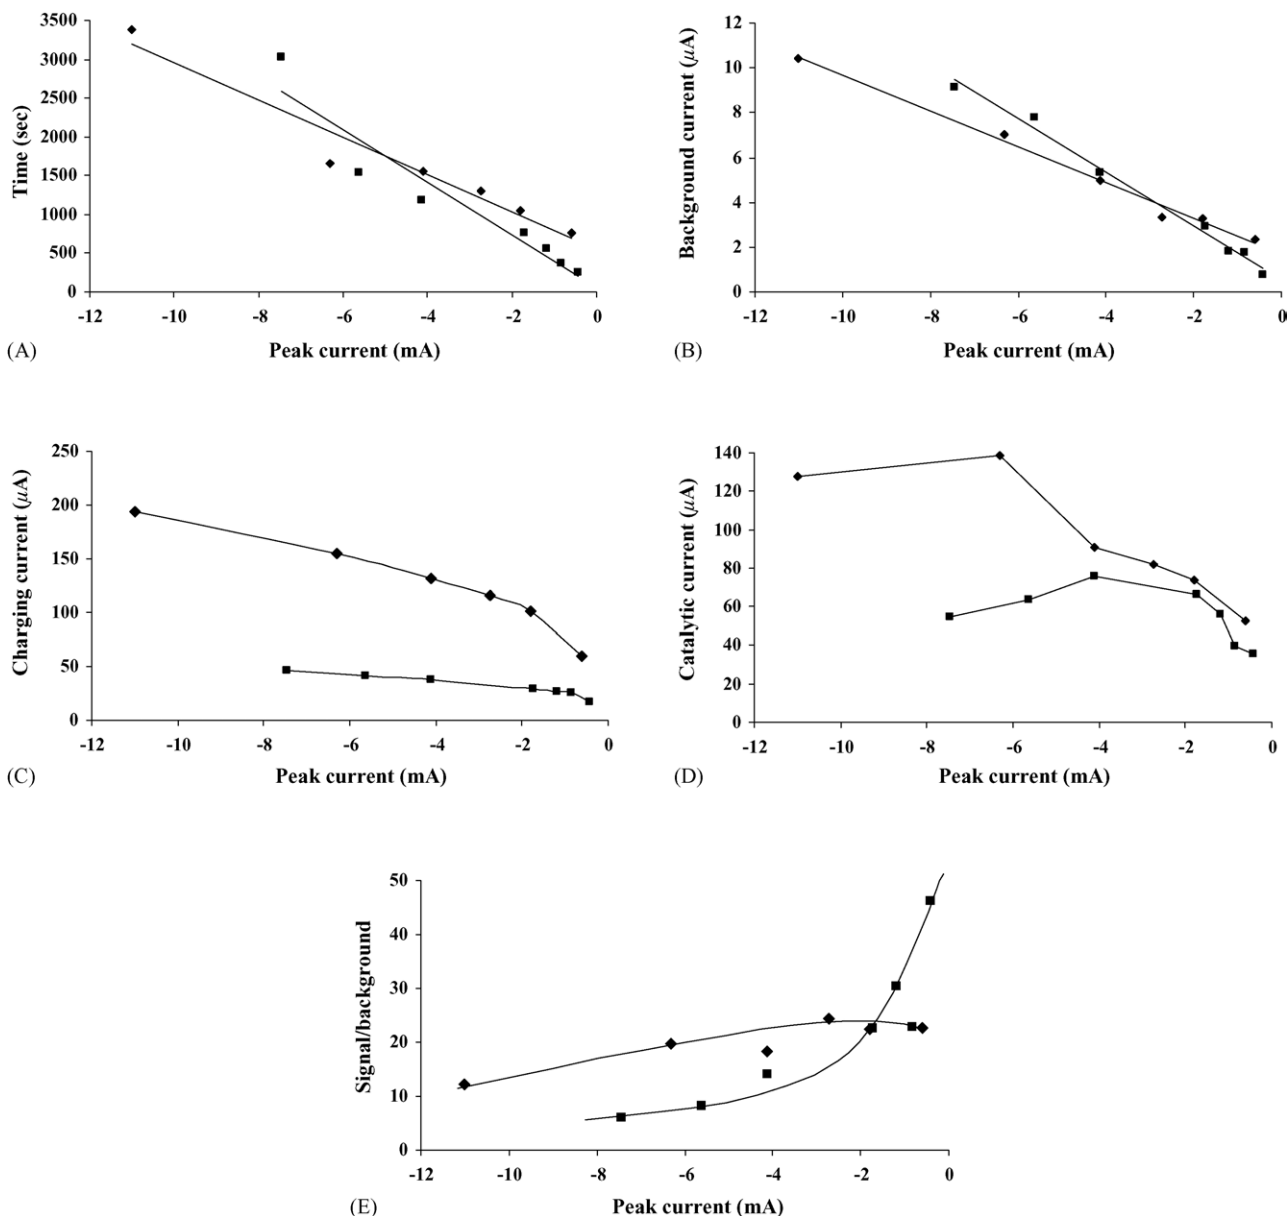 3500
3000
2500
2000
1500
1000
500
0
Time (sec)
-12 -10 -8 -6 -4 -2 0
(A) Peak current (mA)
12
10
8
6
4
2
0
Background current (μA)
-12 -10 -8 -6 -4 -2 0
(B) Peak current (mA)
250
200
150
100
50
0
Charging current (μA)
-12 -10 -8 -6 -4 -2 0
(C) Peak current (mA)
140
120
100
80
60
40
20
0
Catalytic current (μA)
-12 -10 -8 -6 -4 -2 0
(D) Peak current (mA)
50
40
30
20
10
0
Signal/background
-12 -10 -8 -6 -4 -2 0
(E) Peak current (mA)